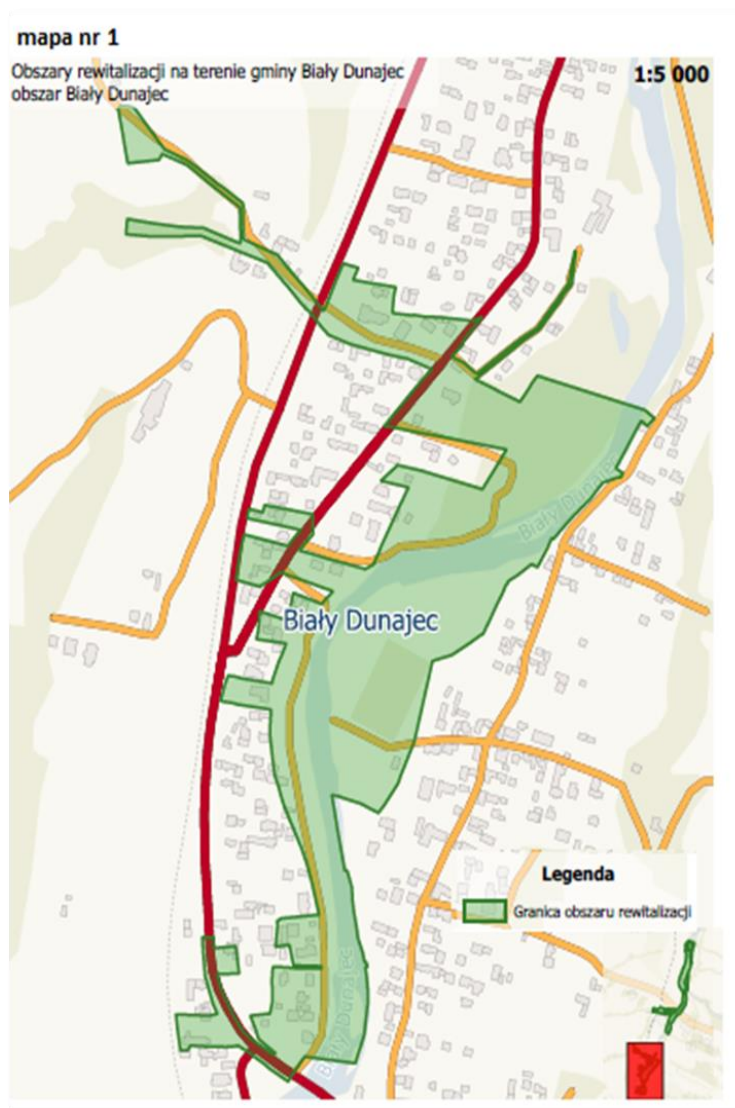 mapa nr 1
Obszary rewitalizacji na terenie gminy Biały Dunajec
obszar Biały Dunajec
1:5 000
Biały Dunajec
Biały Dunajec
Legenda
Granica obszaru rewitalizacji
Biały Dunajec